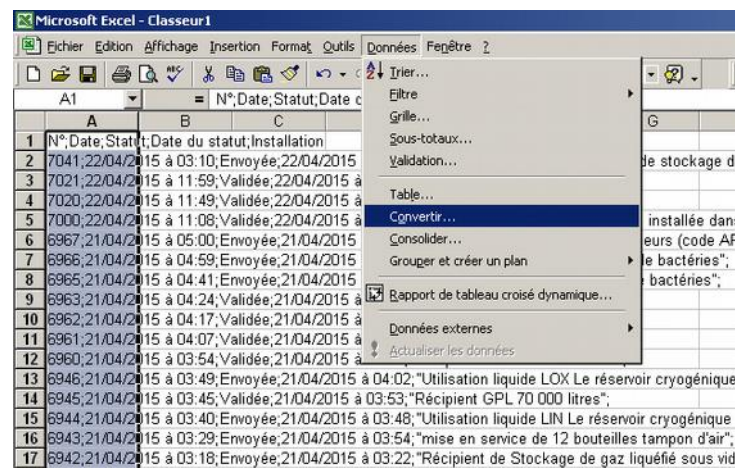 Microsoft Excel - Classeur1
Fichier Edition Affichage Insertion Format Outils Données Fenêtre ?
A1 = N°;Date;Statut;Date c
Trier...
Filtre
Grille...
Sous-totaux...
Validation...
Table...
Convertir...
Consolider...
Grouper et créer un plan
Rapport de tableau croisé dynamique...
Données externes
Actualiser les données
A B C G
1 N°;Date;Statut;Date du statut;Installation
2 7041;22/04/2015 à 03:10;Envoyée;22/04/2015 de stockage d
3 7021;22/04/2015 à 11:59;Validée;22/04/2015 à
4 7020;22/04/2015 à 11:49;Validée;22/04/2015 à
5 7000;22/04/2015 à 11:08;Validée;22/04/2015 à installée dan
6 6967;21/04/2015 à 05:00;Envoyée;21/04/2015 eurs (code AF
7 6966;21/04/2015 à 04:59;Envoyée;21/04/2015 de bactéries";
8 6965;21/04/2015 à 04:41;Envoyée;21/04/2015 bactéries";
9 6963;21/04/2015 à 04:24;Validée;21/04/2015 à
10 6962;21/04/2015 à 04:17;Validée;21/04/2015 à
11 6961;21/04/2015 à 04:07;Validée;21/04/2015 à
12 6960;21/04/2015 à 03:54;Validée;21/04/2015 à
13 6946;21/04/2015 à 03:49;Envoyée;21/04/2015 à 04:02;"Utilisation liquide LOX Le réservoir cryogénique
14 6945;21/04/2015 à 03:45;Validée;21/04/2015 à 03:53;"Récipient GPL 70 000 litres";
15 6944;21/04/2015 à 03:40;Envoyée;21/04/2015 à 03:48;"Utilisation liquide LIN Le réservoir cryogénique
16 6943;21/04/2015 à 03:29;Envoyée;21/04/2015 à 03:54;"mise en service de 12 bouteilles tampon d'air";
17 6942;21/04/2015 à 03:18;Envoyée;21/04/2015 à 03:22;"Récipient de Stockage de gaz liquéfié sous vid